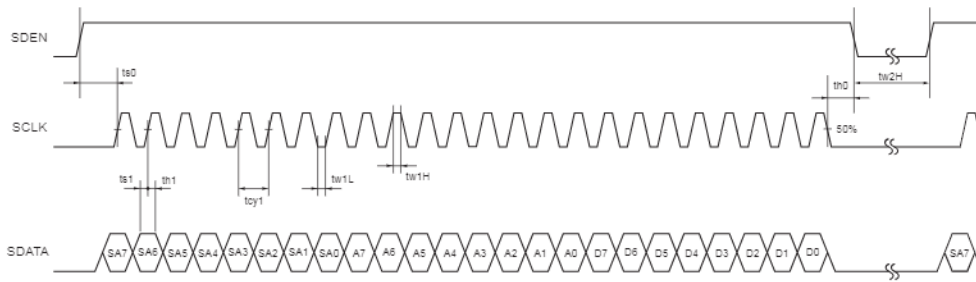 SDEN
ts0 th0 tw2H
SCLK 50%
ts1 th1 tcy1 tw1L tw1H
SDATA SA7 SA6 SA5 SA4 SA3 SA2 SA1 SA0 A7 A6 A5 A4 A3 A2 A1 A0 D7 D6 D5 D4 D3 D2 D1 D0 SA7